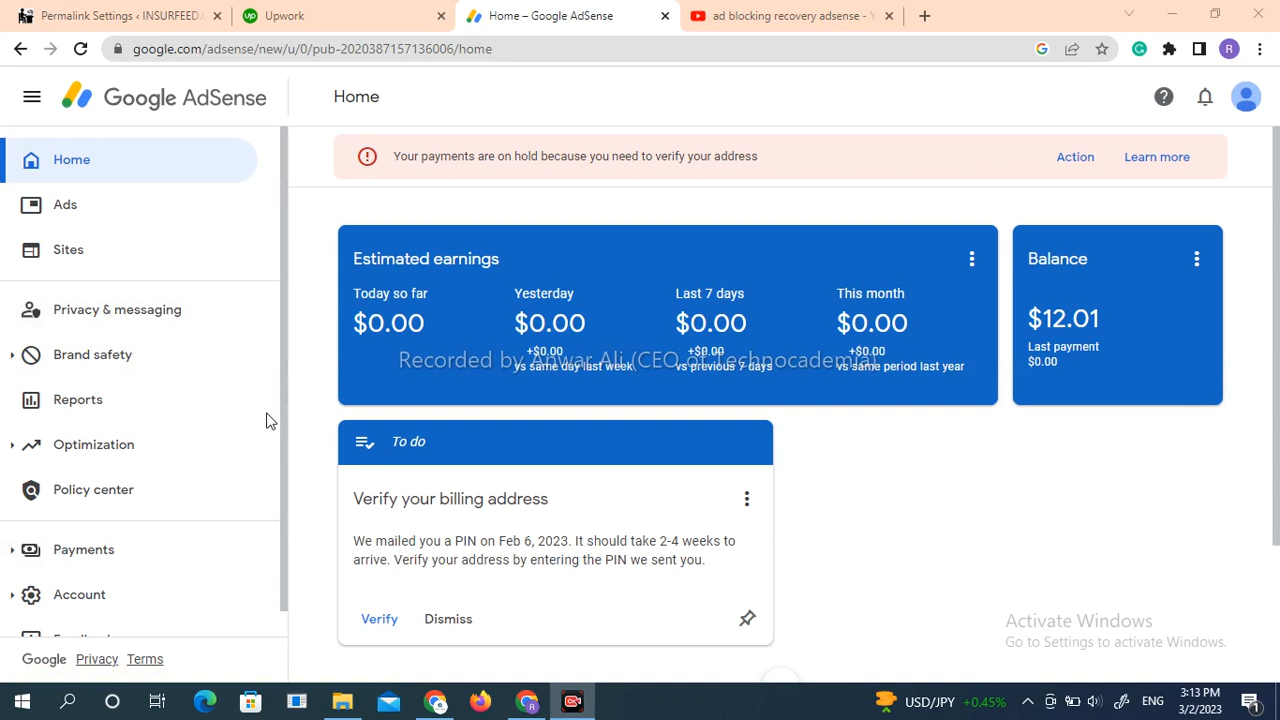 Permalink Settings ‹ INSURFEED.C
Upwork
Home – Google AdSense
ad blocking recovery adsense - Y
google.com/adsense/new/u/0/pub-2020387157136006/home
R
Google AdSense
Home
Home
Ads
Sites
Privacy & messaging
Brand safety
Reports
Optimization
Policy center
Payments
Account
Google Privacy Terms
Your payments are on hold because you need to verify your address
Action
Learn more
Estimated earnings
Today so far
$0.00
Yesterday
$0.00
+$0.00
vs same day last week
Last 7 days
$0.00
+$0.00
vs previous 7 days
This month
$0.00
+$0.00
vs same period last year
Recorded by Anwar Ali (CEO of Technocademia)
Balance
$12.01
Last payment
$0.00
To do
Verify your billing address
We mailed you a PIN on Feb 6, 2023. It should take 2-4 weeks to
arrive. Verify your address by entering the PIN we sent you.
Verify
Dismiss
Activate Windows
Go to Settings to activate Windows.
USD/JPY +0.45%
ENG
3:13 PM
3/2/2023
1